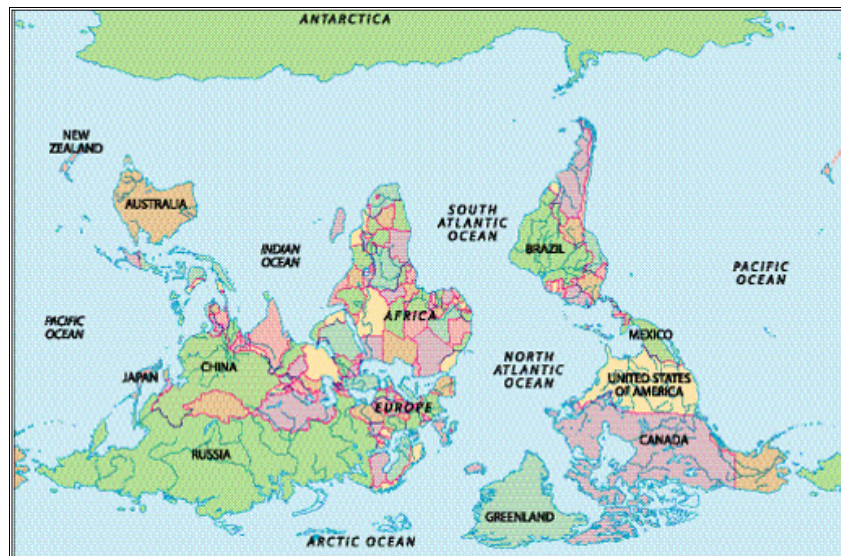 ANTARCTICA
NEW
ZEALAND
AUSTRALIA
SOUTH
ATLANTIC
OCEAN
INDIAN
OCEAN
BRAZIL
PACIFIC
OCEAN
PACIFIC
OCEAN
AFRICA
MEXICO
CHINA
JAPAN
NORTH
ATLANTIC
OCEAN
UNITED STATES
OF AMERICA
EUROPE
CANADA
RUSSIA
GREENLAND
ARCTIC OCEAN